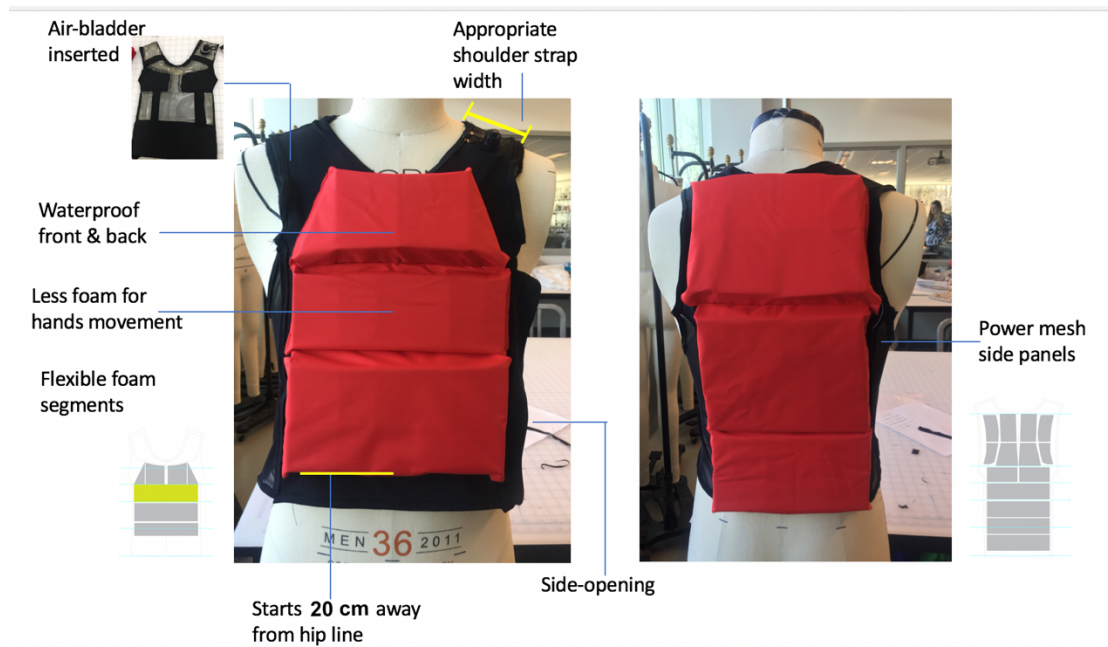 Air-bladder
inserted
Appropriate
shoulder strap
width
Waterproof
front & back
Less foam for
hands movement
Flexible foam
segments
Power mesh
side panels
MEN 36 2011
Side-opening
Starts 20 cm away
from hip line